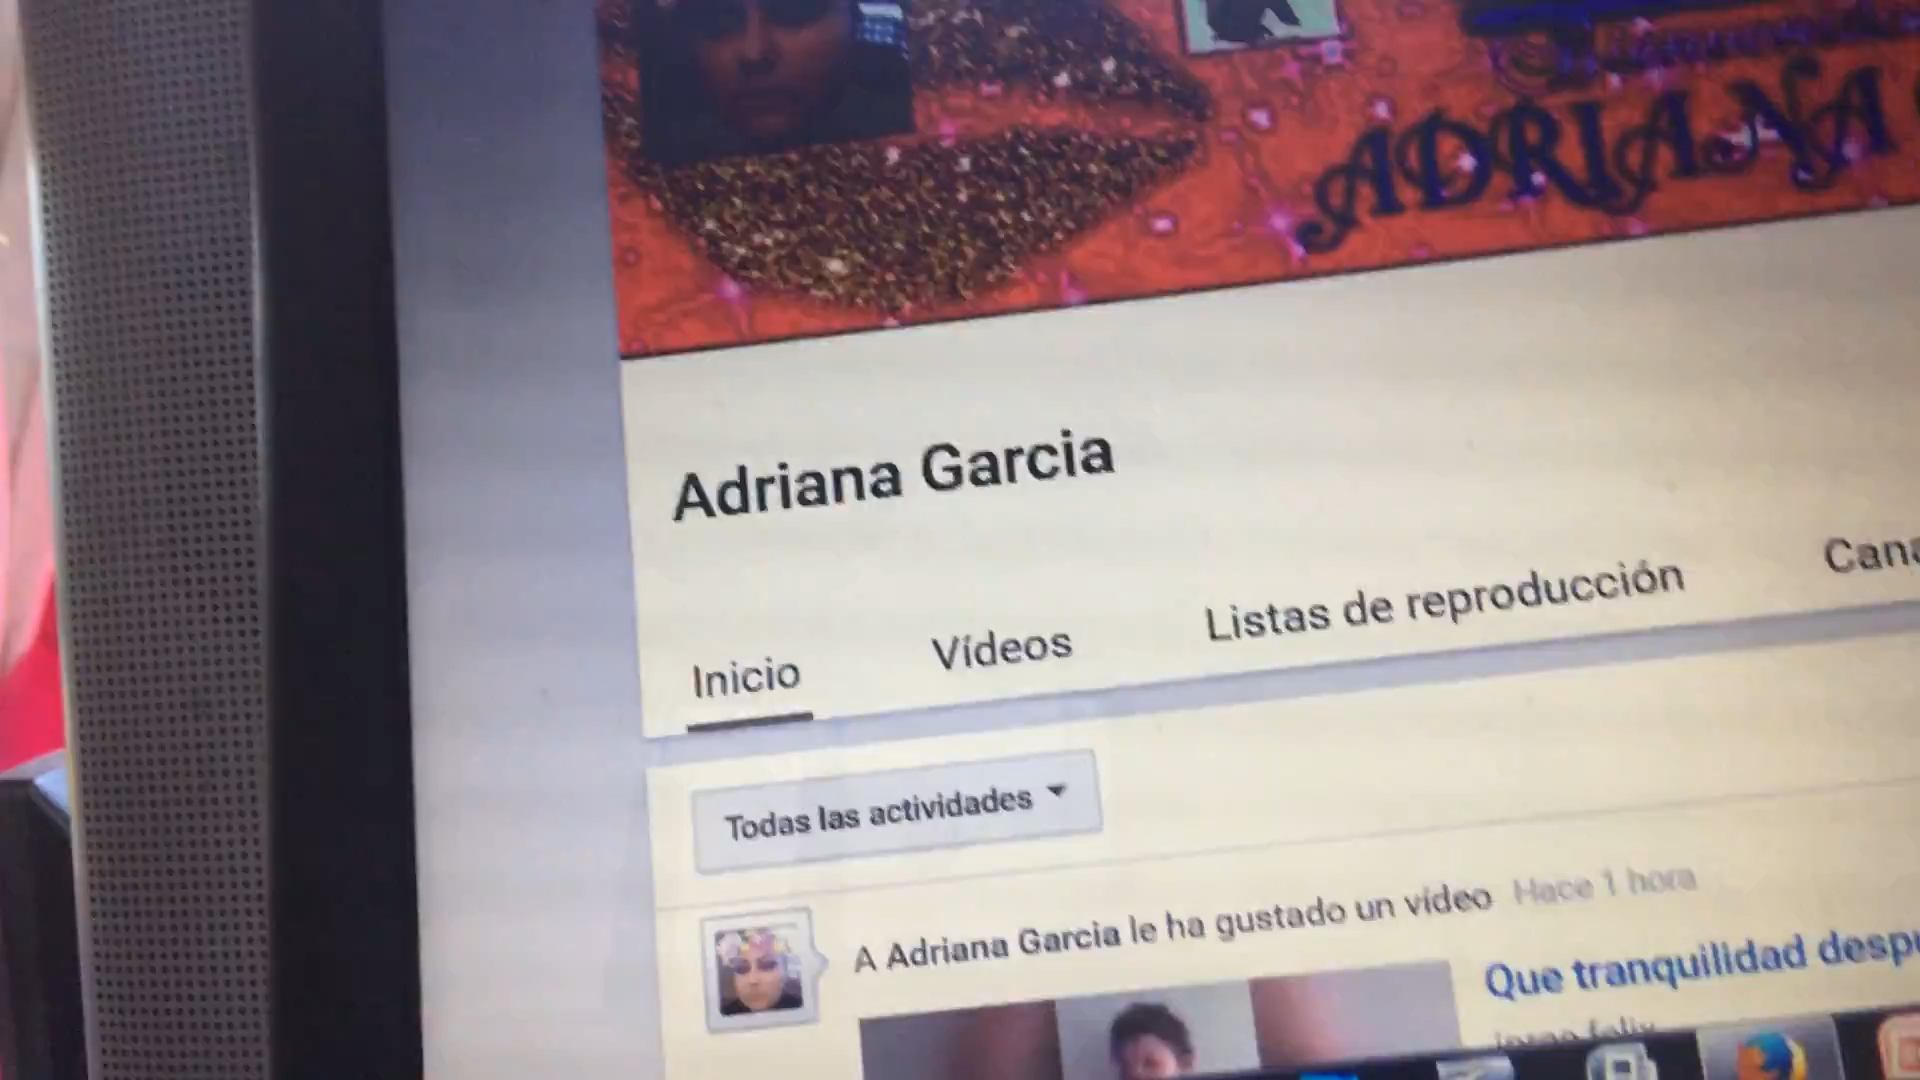 ADRIANA
Adriana Garcia
Inicio
Vídeos
Listas de reproducción
Todas las actividades
A Adriana Garcia le ha gustado un vídeo Hace 1 hora
Que tranquilidad